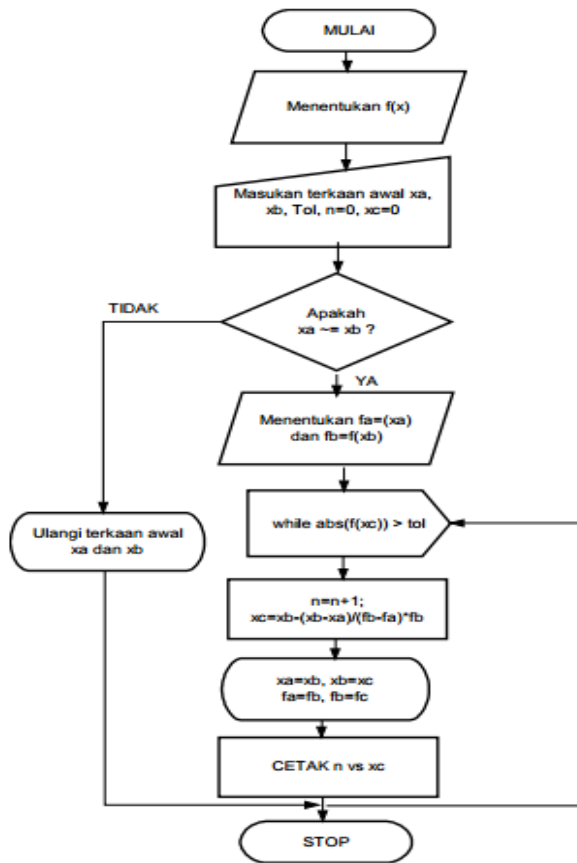 MULAI
Menentukan f(x)
Masukan terkaan awal xa,
xb, Tol, n=0, xc=0
TIDAK
Apakah
xa ~= xb ?
YA
Menentukan fa=(xa)
dan fb=f(xb)
Ulangi terkaan awal
xa dan xb
while abs(f(xc)) > tol
n=n+1;
xc=xb-(xb-xa)/(fb-fa)*fb
xa=xb, xb=xc
fa=fb, fb=fc
CETAK n vs xc
STOP